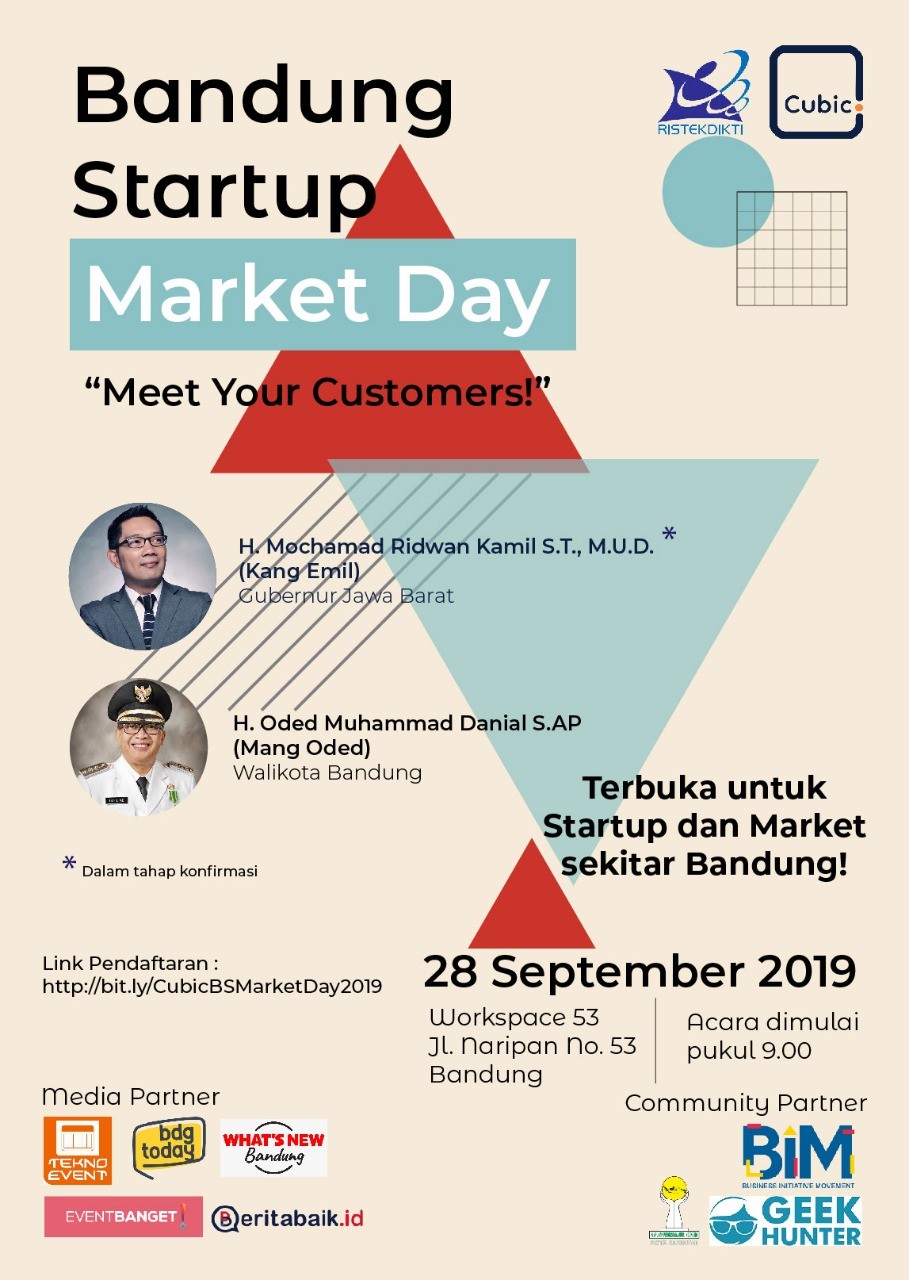 Bandung
Startup
Market Day
“Meet Your Customers!”
RISTEKDIKTI
Cubic
H. Mochamad Ridwan Kamil S.T., M.U.D. *
(Kang Emil)
Gubernur Jawa Barat
H. Oded Muhammad Danial S.AP
(Mang Oded)
Walikota Bandung
* Dalam tahap konfirmasi
Terbuka untuk
Startup dan Market
sekitar Bandung!
Link Pendaftaran :
http://bit.ly/CubicBSMarketDay2019
28 September 2019
Workspace 53
Jl. Naripan No. 53
Bandung
Acara dimulai
pukul 9.00
Media Partner
TEKNO
EVENT
bdg
today
WHAT'S NEW
Bandung
EVENTBANGET!
Beritabaik.id
Community Partner
BiM
BUSINESS INITIATIVE MOVEMENT
GEEK
HUNTER